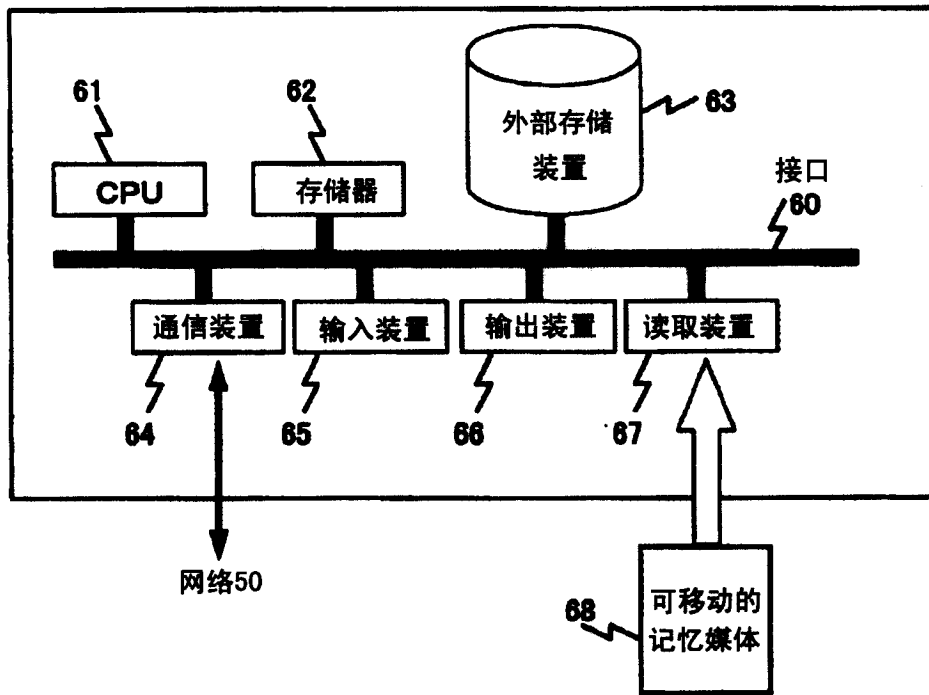 61
62
63
外部存储
装置
CPU
存储器
接口
60
通信装置
输入装置
输出装置
读取装置
64
65
66
67
网络50
68
可移动的
记忆媒体